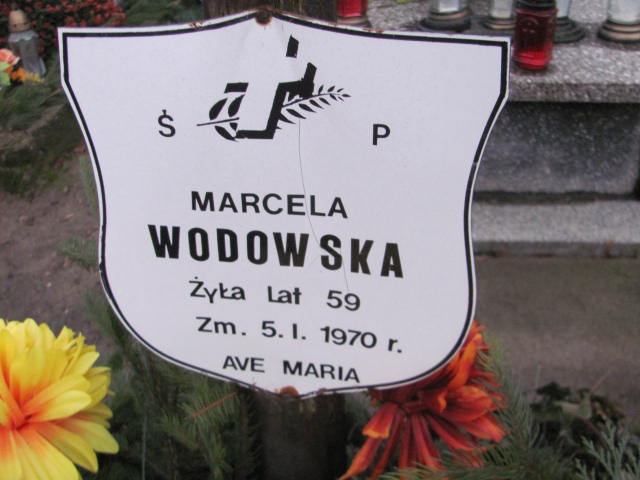 Ś P
MARCELA
WODOWSKA
Żyła Lat 59
Zm. 5. I. 1970 r.
AVE MARIA